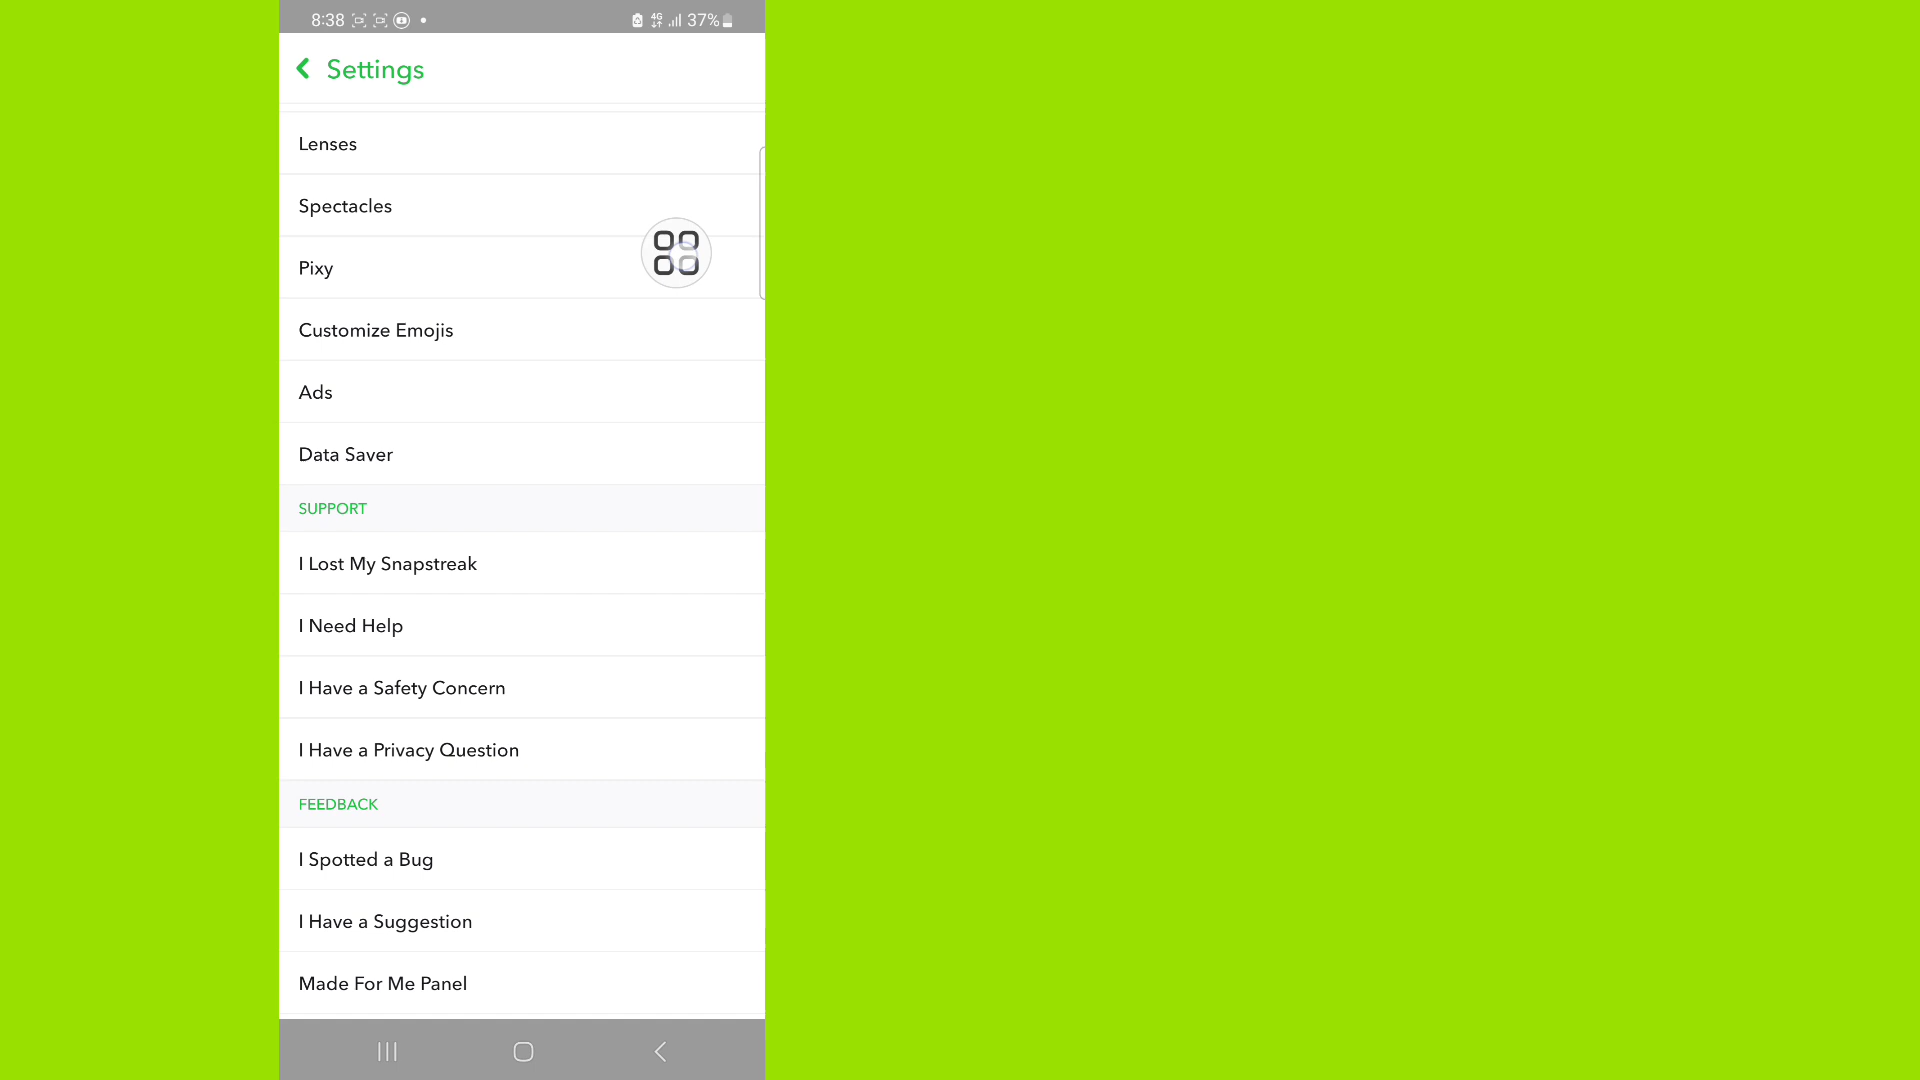 8:38
4G
37%
Settings
Lenses
Spectacles
Pixy
Customize Emojis
Ads
Data Saver
SUPPORT
I Lost My Snapstreak
I Need Help
I Have a Safety Concern
I Have a Privacy Question
FEEDBACK
I Spotted a Bug
I Have a Suggestion
Made For Me Panel